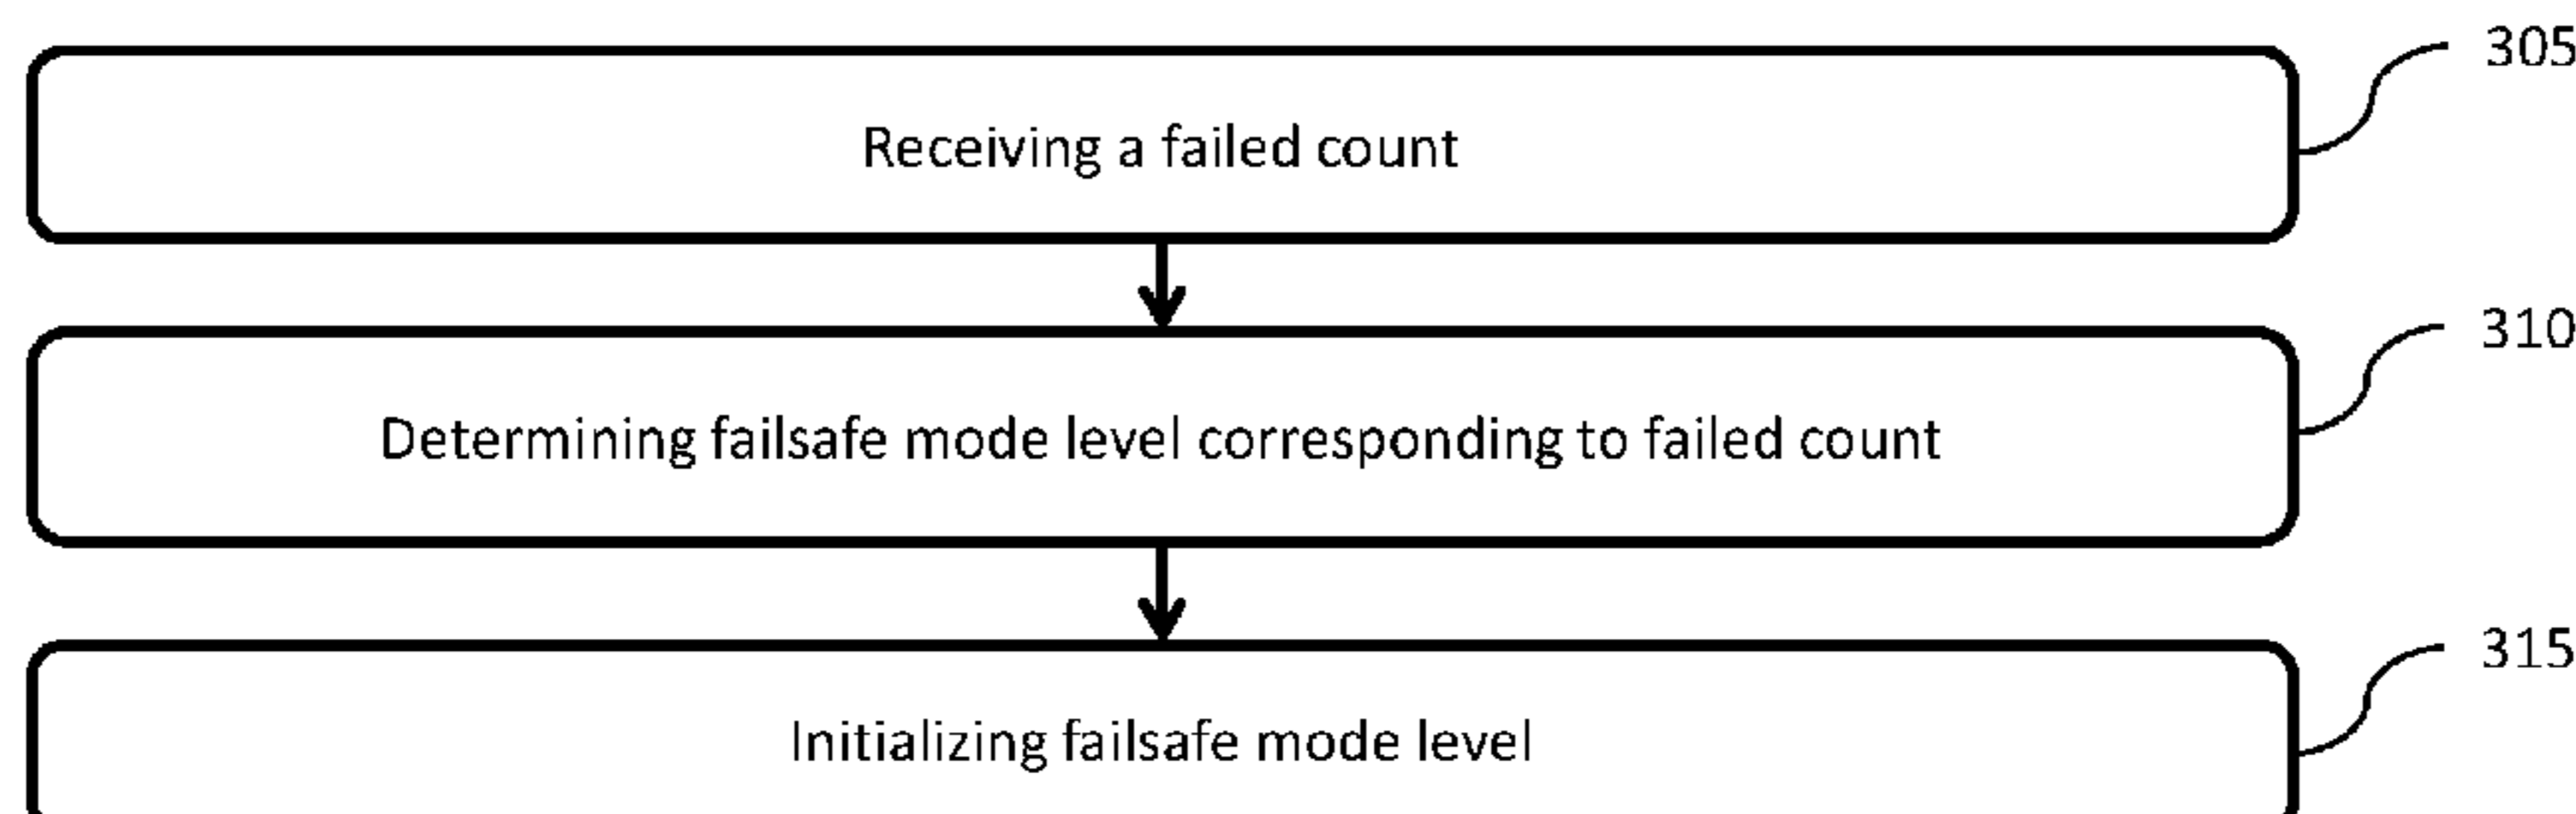 305
Receiving a failed count
310
Determining failsafe mode level corresponding to failed count
315
Initializing failsafe mode level